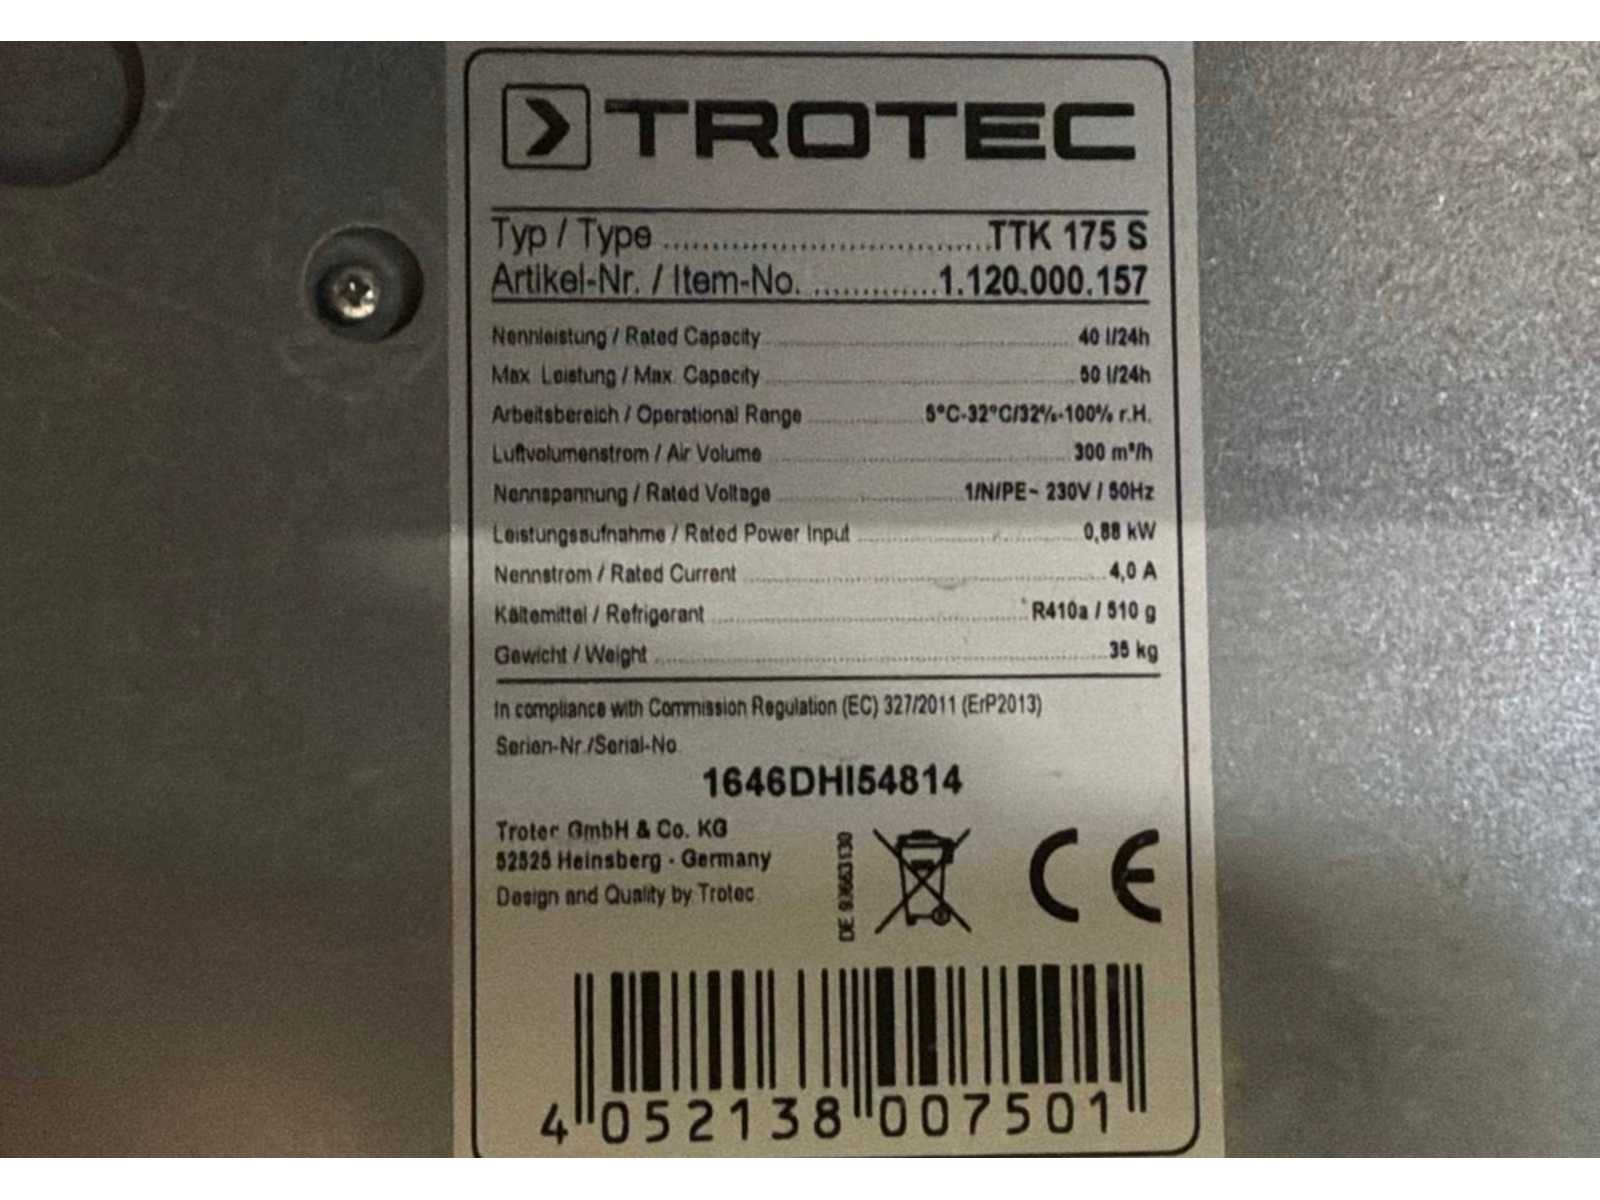 TROTEC
Typ / Type ................................ TTK 175 S
Artikel-Nr. / Item-No. ............. 1.120.000.157
Nennleistung / Rated Capacity ................ 40 l/24h
Max. Leistung / Max. Capacity ................ 50 l/24h
Arbeitsbereich / Operational Range ................ 5°C-32°C/32%-100% r.H.
Luftvolumenstrom / Air Volume ................ 300 m³/h
Nennspannung / Rated Voltage ................ 1/N/PE~ 230V / 50Hz
Leistungsaufnahme / Rated Power Input ................ 0,88 kW
Nennstrom / Rated Current ................ 4,0 A
Kältemittel / Refrigerant ................ R410a / 510 g
Gewicht / Weight ................ 35 kg
In compliance with Commission Regulation (EC) 327/2011 (ErP2013)
Serien-Nr./Serial-No.
1646DHI54814
Trotec GmbH & Co. KG
52525 Heinsberg - Germany
Design and Quality by Trotec
CE
4 052138 007501